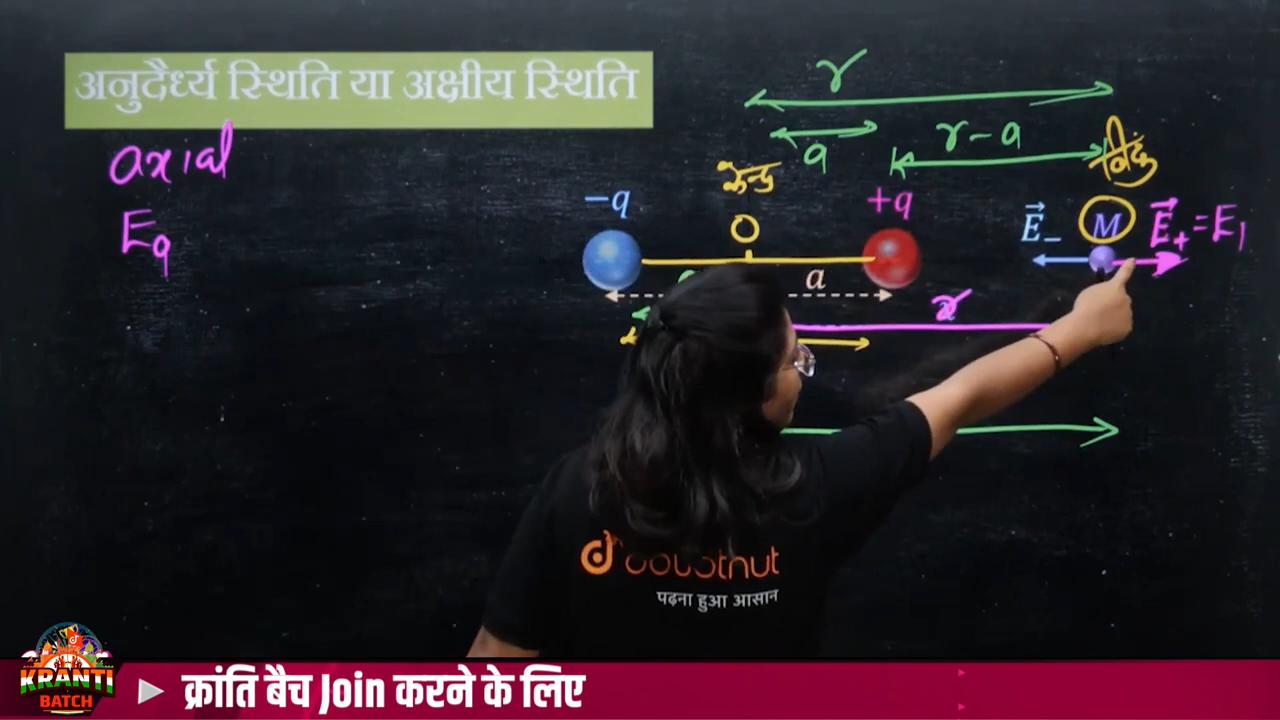 अनुदैर्ध्य स्थिति या अक्षीय स्थिति
axial
Eq
r
a
r-a
केन्द्र
बिंदु
-q
O
+q
E⃗₋
M
E⃗₊ = E₁
a
doubtnut
पढ़ना हुआ आसान
KRANTI
BATCH
क्रांति बैच Join करने के लिए